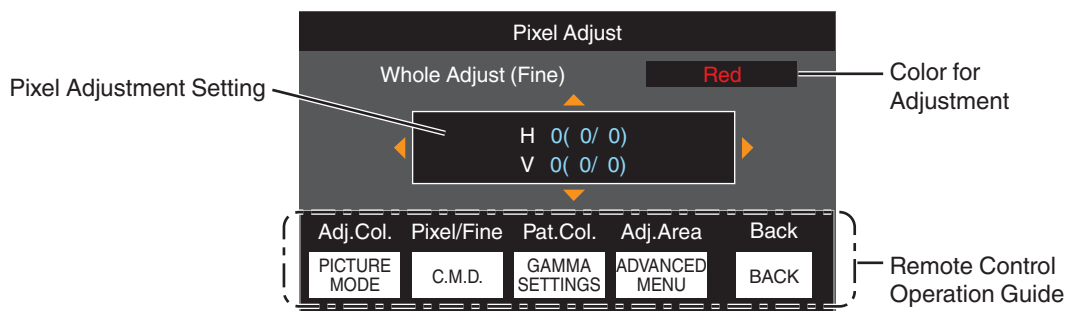 Pixel Adjust
Whole Adjust (Fine) Red
Pixel Adjustment Setting
Color for
Adjustment
H 0( 0/ 0)
V 0( 0/ 0)
Adj.Col. Pixel/Fine Pat.Col. Adj.Area Back
PICTURE
MODE
C.M.D.
GAMMA
SETTINGS
ADVANCED
MENU
BACK
Remote Control
Operation Guide